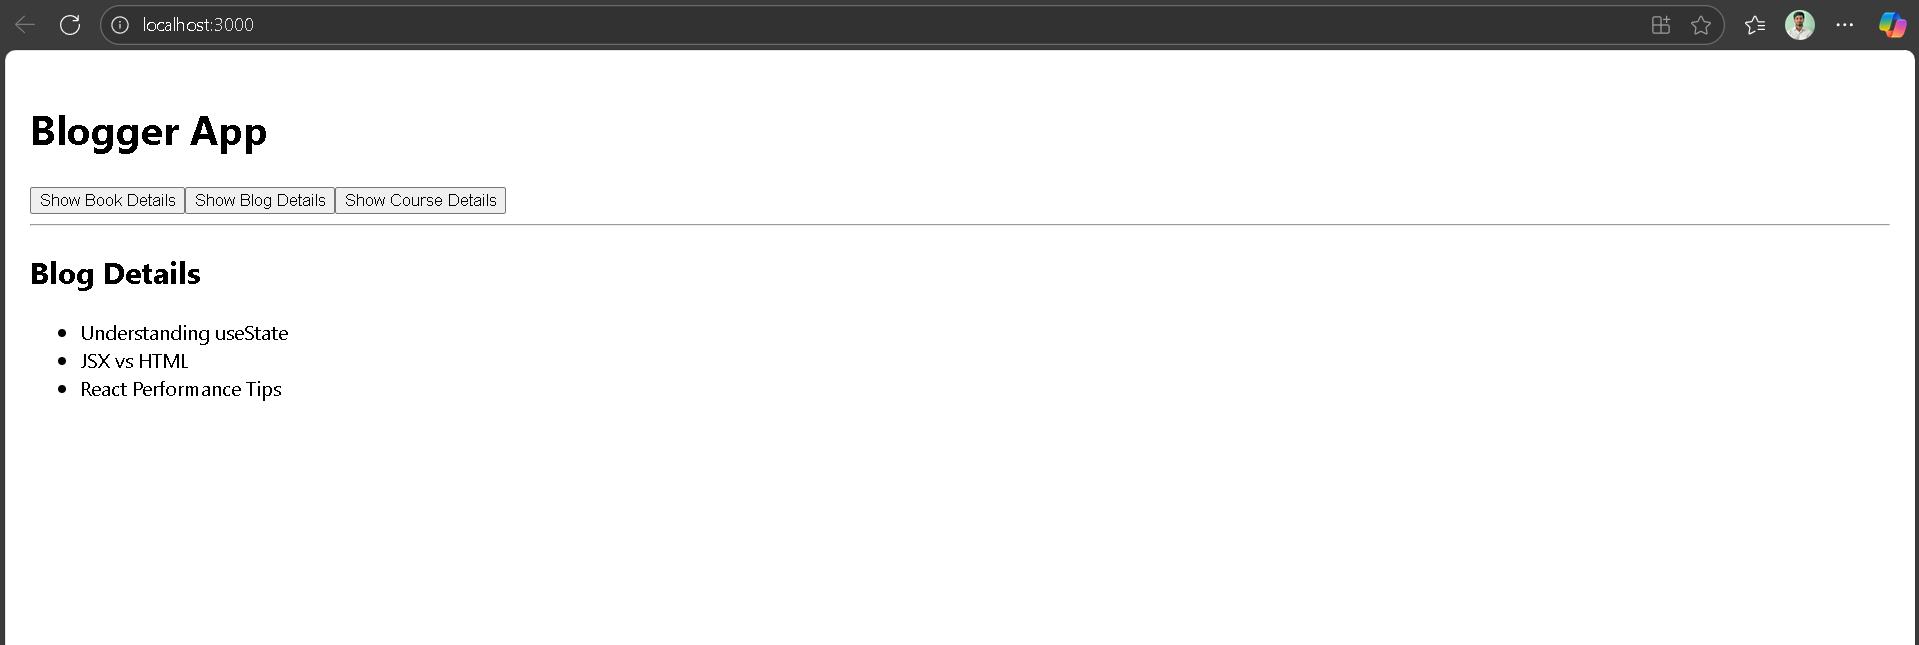 localhost:3000
Blogger App
Show Book Details Show Blog Details Show Course Details
Blog Details
Understanding useState
JSX vs HTML
React Performance Tips